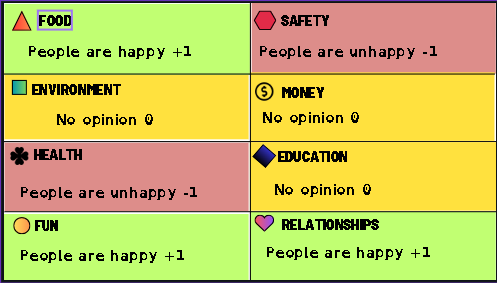 FOOD
People are happy +1
SAFETY
People are unhappy -1
ENVIRONMENT
No opinion 0
$ MONEY
No opinion 0
HEALTH
People are unhappy -1
EDUCATION
No opinion 0
FUN
People are happy +1
RELATIONSHIPS
People are happy +1